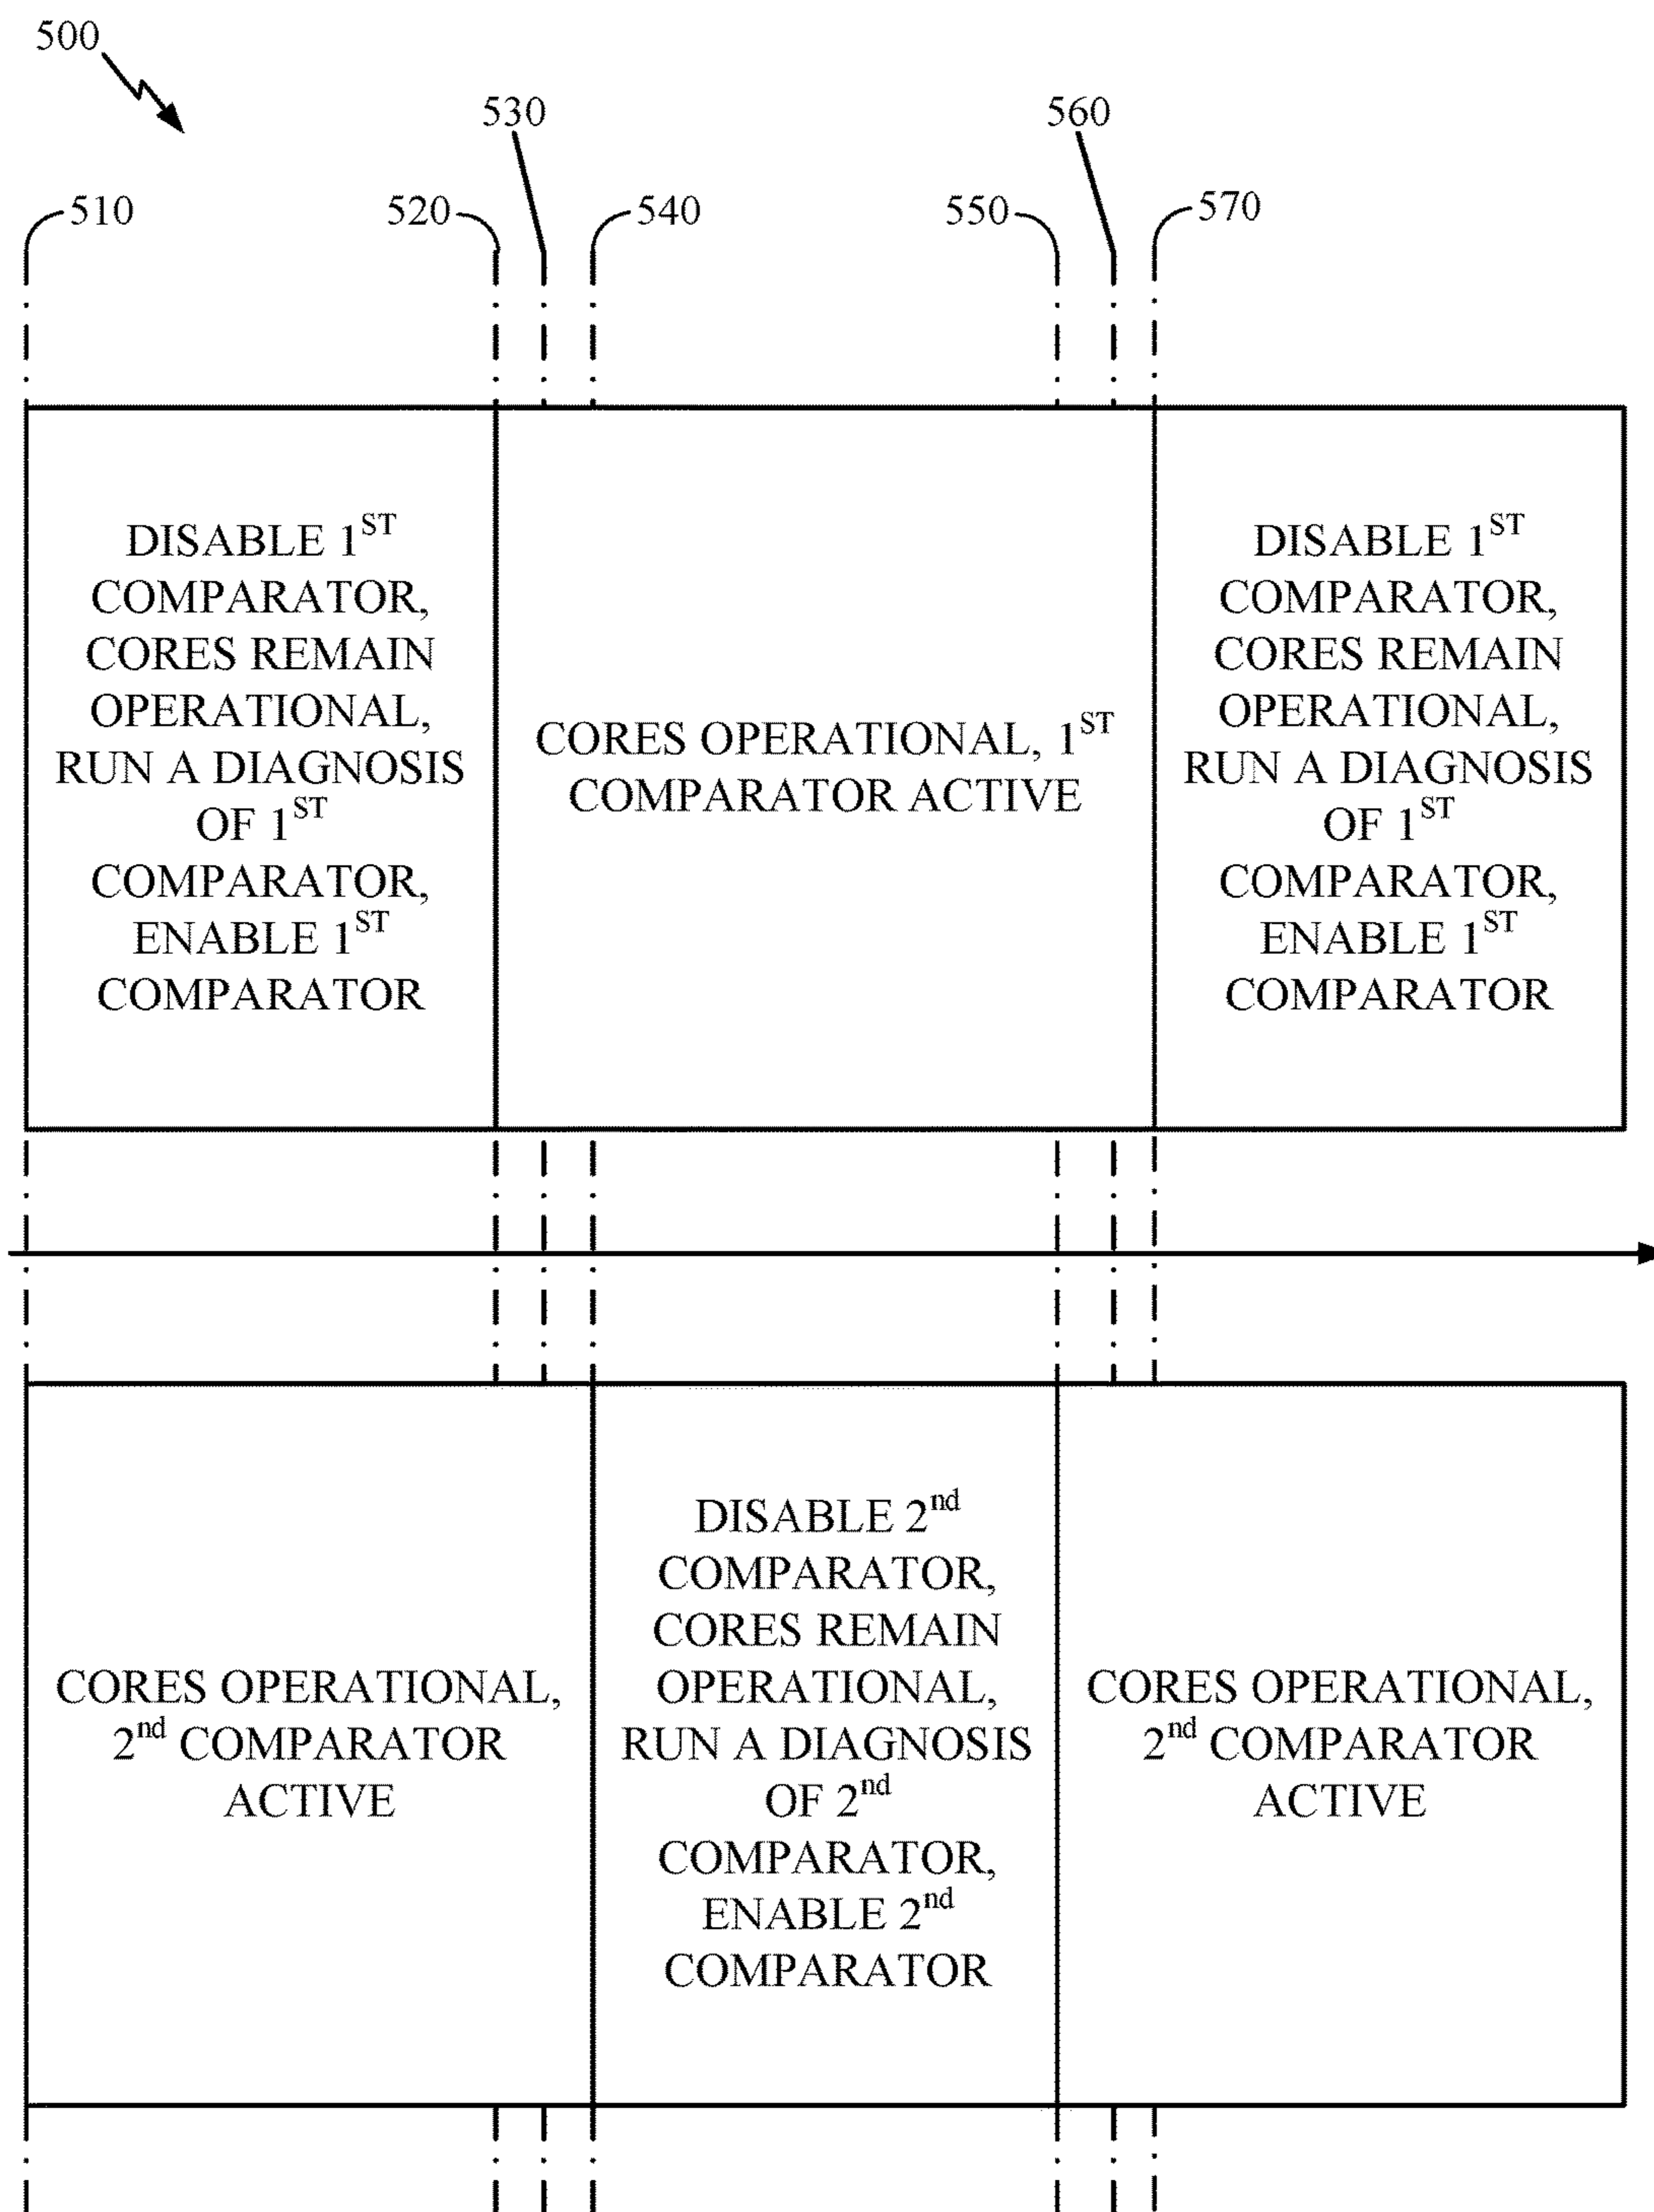 500
530
560
510
520
540
550
570
DISABLE 1ST
COMPARATOR,
CORES REMAIN
OPERATIONAL,
RUN A DIAGNOSIS
OF 1ST
COMPARATOR,
ENABLE 1ST
COMPARATOR
CORES OPERATIONAL, 1ST
COMPARATOR ACTIVE
DISABLE 1ST
COMPARATOR,
CORES REMAIN
OPERATIONAL,
RUN A DIAGNOSIS
OF 1ST
COMPARATOR,
ENABLE 1ST
COMPARATOR
CORES OPERATIONAL,
2nd COMPARATOR
ACTIVE
DISABLE 2nd
COMPARATOR,
CORES REMAIN
OPERATIONAL,
RUN A DIAGNOSIS
OF 2nd
COMPARATOR,
ENABLE 2nd
COMPARATOR
CORES OPERATIONAL,
2nd COMPARATOR
ACTIVE